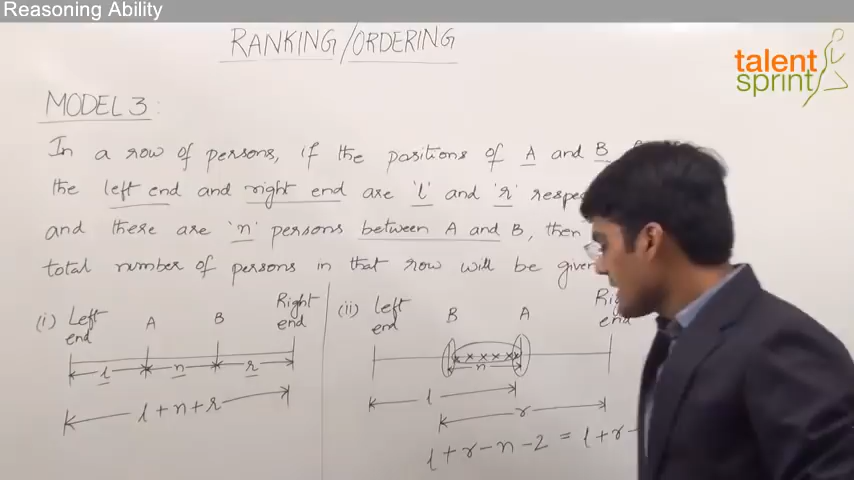 Reasoning Ability
RANKING/ORDERING
talent
sprint
MODEL 3:
In a row of persons, if the positions of A and B
the left end and right end are 'l' and 'r'
and there are 'n' persons between A and B, then
total number of persons in that row will be
(i) Left end A B Right end
l n r
l+n+r
(ii) Left end B A end
n
l
r
l+r-n-2 = l+r-